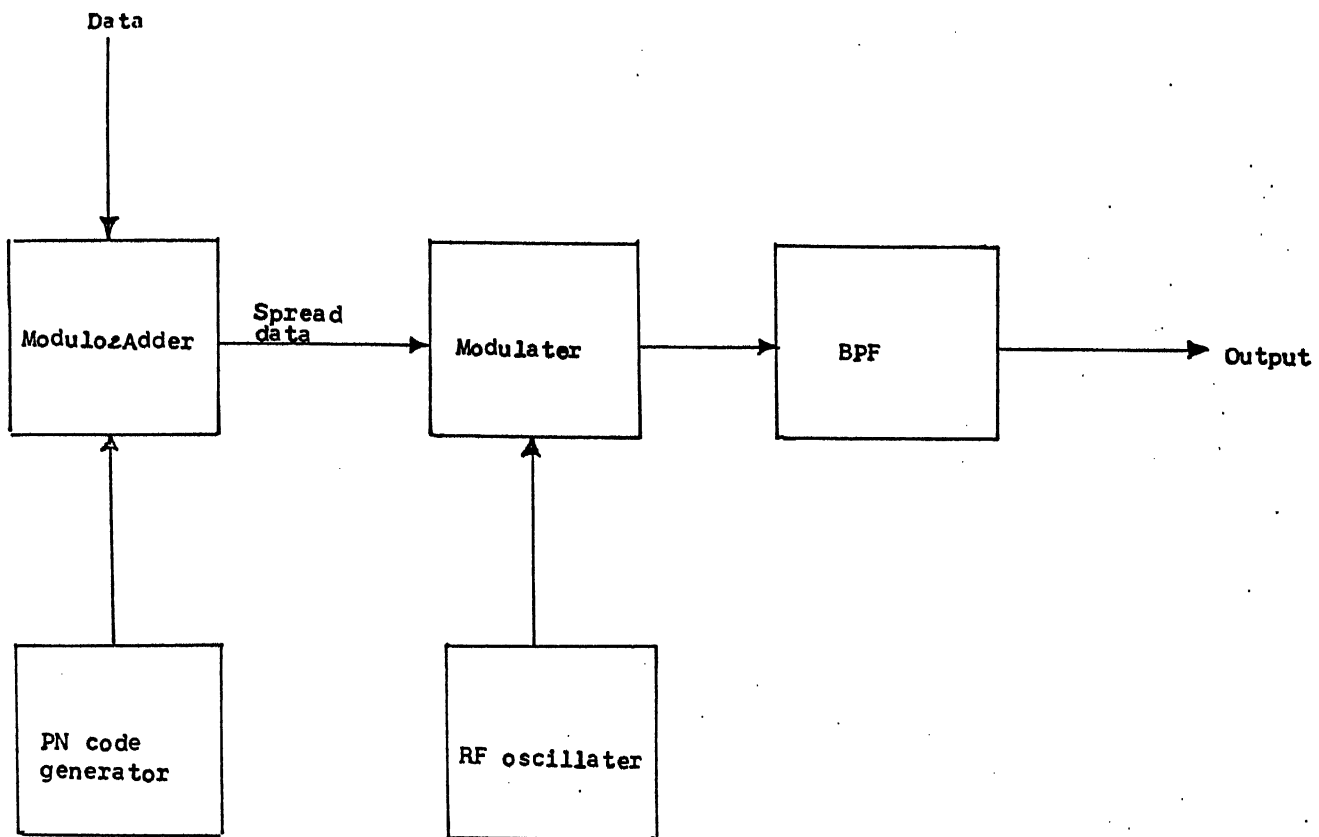 Data
Modulo2Adder
Spread
data
Modulater
BPF
Output
PN code
generator
RF oscillater